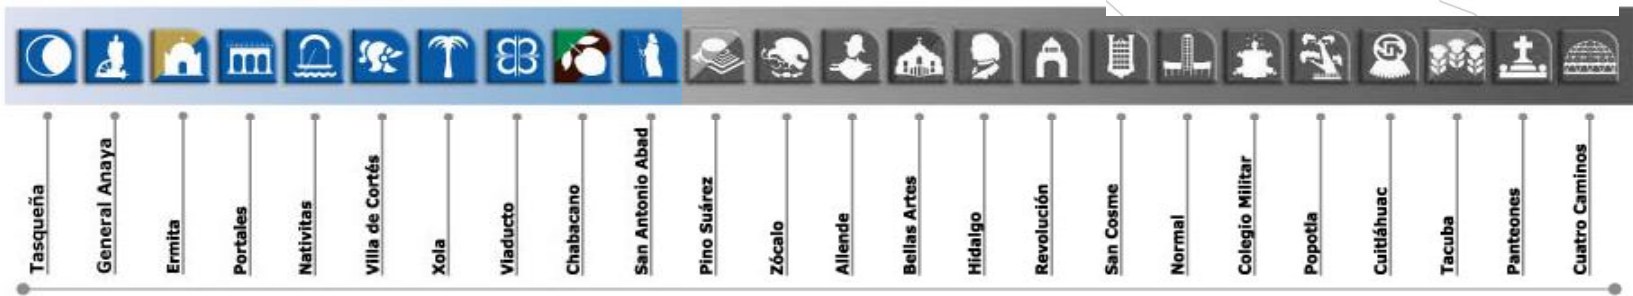 Tasqueña
General Anaya
Ermita
Portales
Nativitas
Villa de Cortés
Xola
Viaducto
Chabacano
San Antonio Abad
Pino Suárez
Zócalo
Allende
Bellas Artes
Hidalgo
Revolución
San Cosme
Normal
Colegio Militar
Popotla
Cuitláhuac
Tacuba
Panteones
Cuatro Caminos